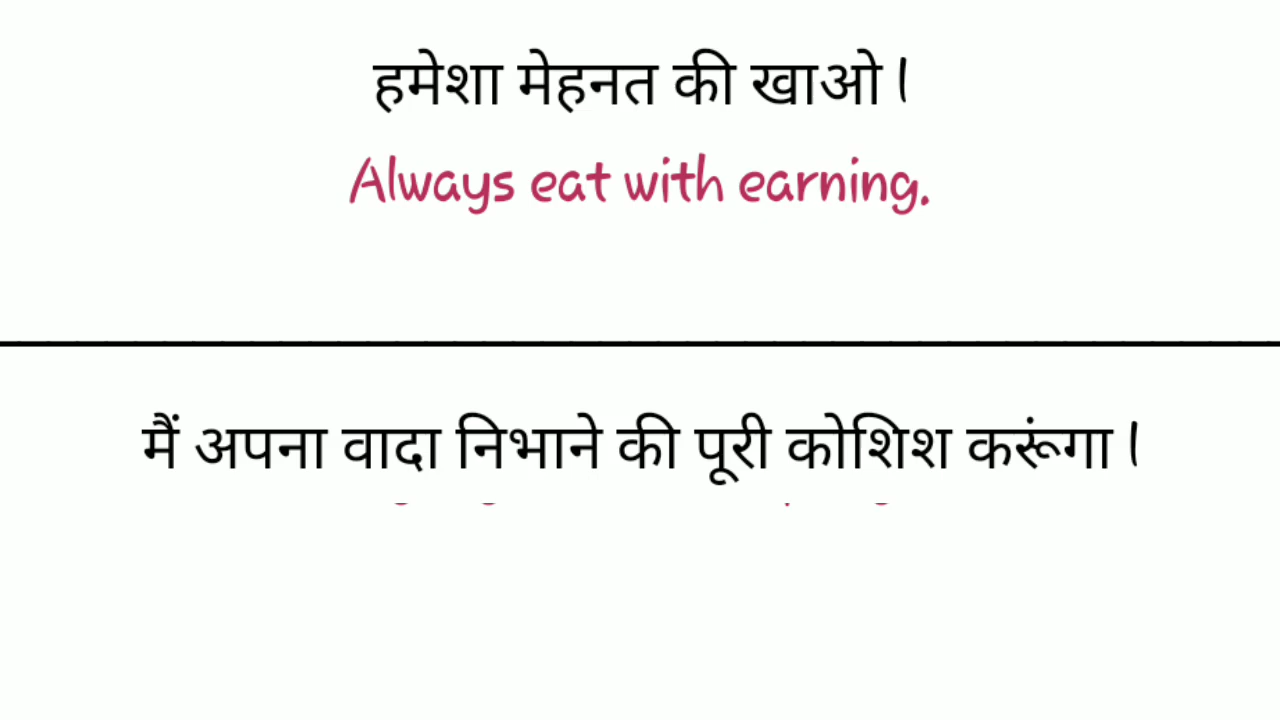 हमेशा मेहनत की खाओ।
Always eat with earning.
मैं अपना वादा निभाने की पूरी कोशिश करूंगा।